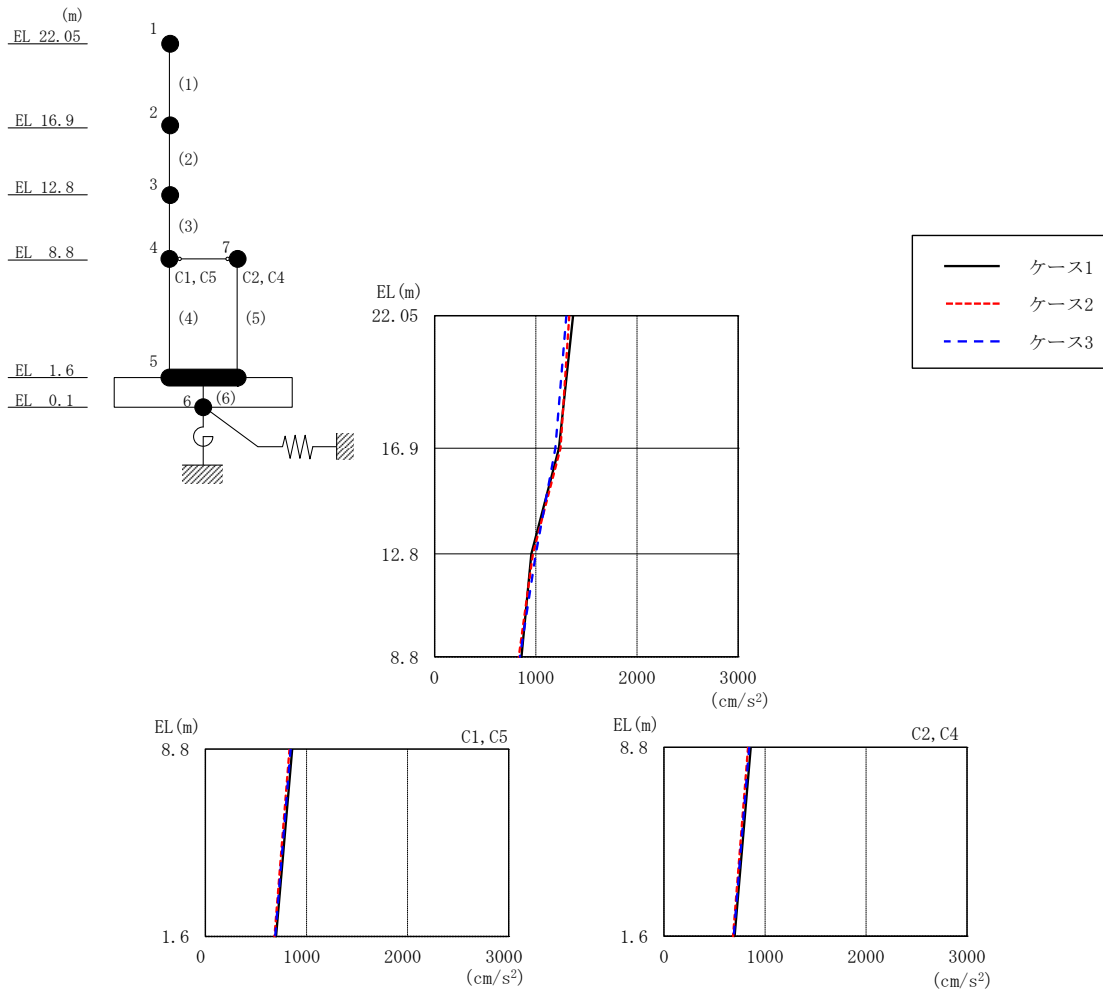 (m)
EL 22.05
EL 16.9
EL 12.8
EL 8.8
EL 1.6
EL 0.1
1
(1)
2
(2)
3
(3)
4
7
C1,C5
C2,C4
(4)
(5)
5
6
(6)
ケース1
ケース2
ケース3
EL(m)
22.05
16.9
12.8
8.8
0
1000
2000
3000
(cm/s²)
EL(m)
C1,C5
8.8
1.6
0
1000
2000
3000
(cm/s²)
EL(m)
C2,C4
8.8
1.6
0
1000
2000
3000
(cm/s²)